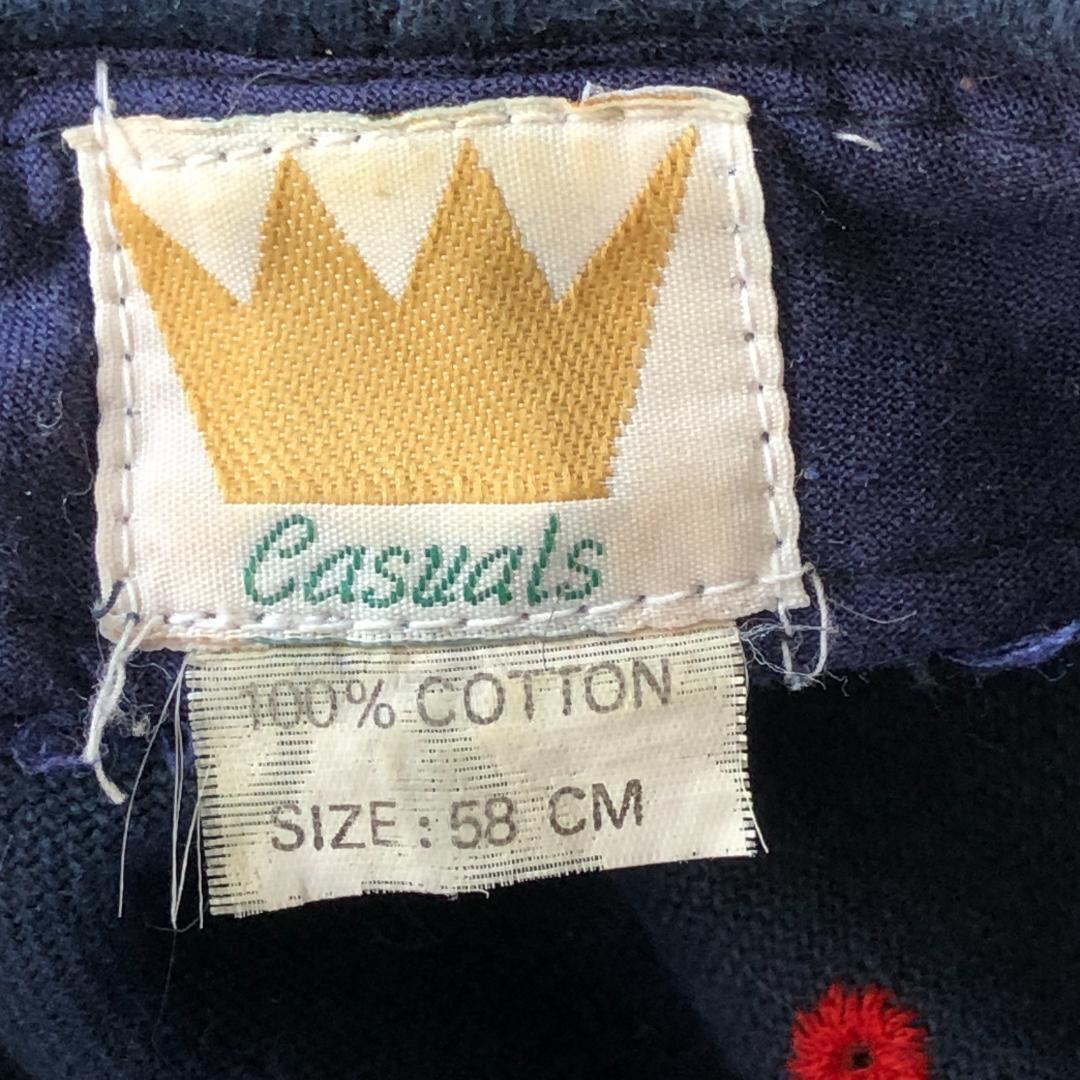 Casuals
100% COTTON
SIZE: 58 CM